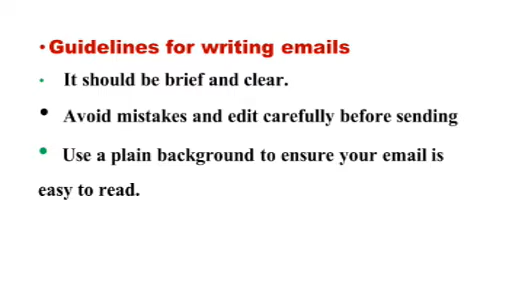 • Guidelines for writing emails
• It should be brief and clear.
• Avoid mistakes and edit carefully before sending
• Use a plain background to ensure your email is
easy to read.